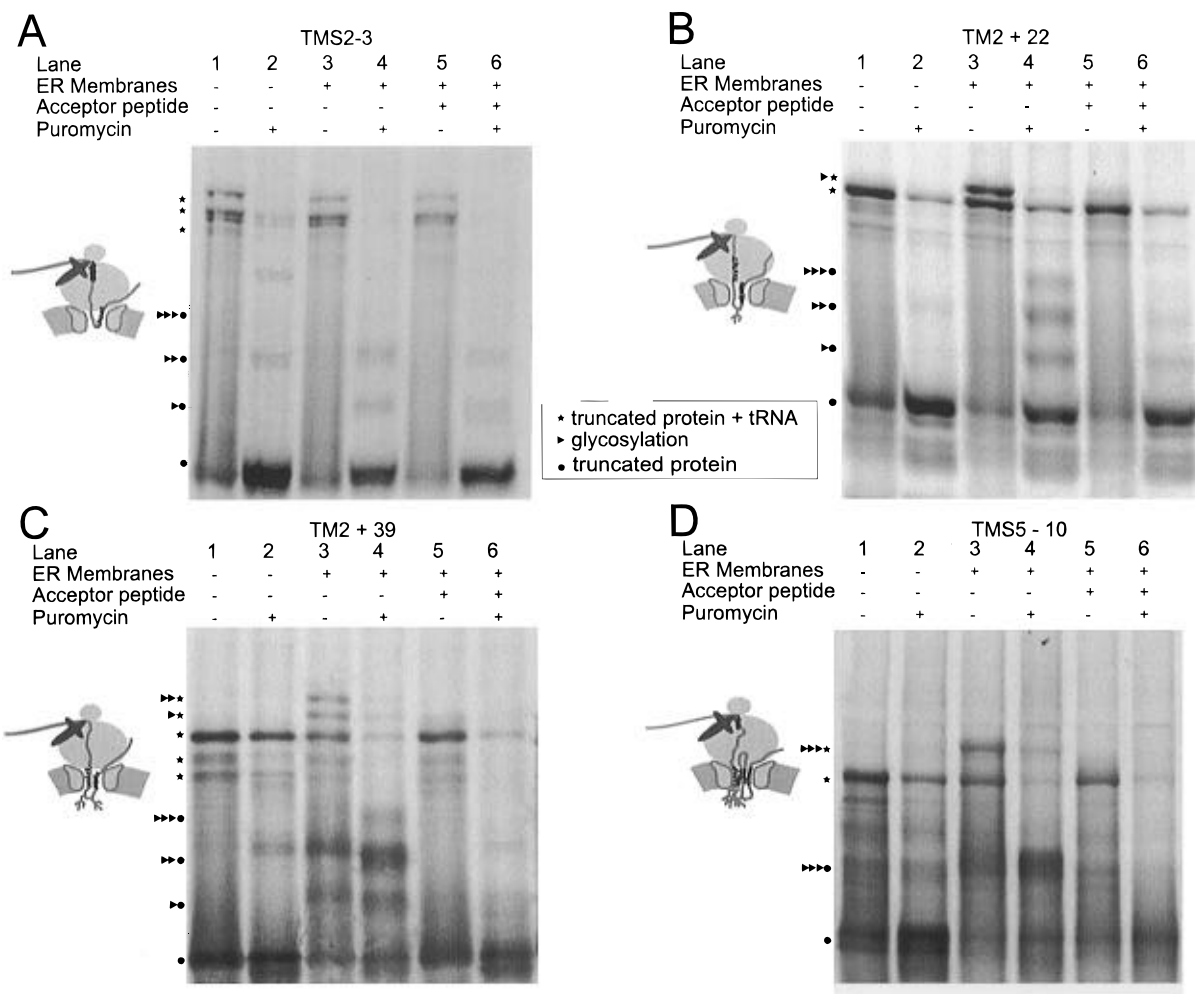 A
TMS2-3
Lane 1 2 3 4 5 6
ER Membranes - - + + + +
Acceptor peptide - - - - + +
Puromycin - + - + - +
B
TM2 + 22
Lane 1 2 3 4 5 6
ER Membranes - - + + + +
Acceptor peptide - - - - + +
Puromycin - + - + - +
★ truncated protein + tRNA
► glycosylation
● truncated protein
C
TM2 + 39
Lane 1 2 3 4 5 6
ER Membranes - - + + + +
Acceptor peptide - - - - + +
Puromycin - + - + - +
D
TMS5 - 10
Lane 1 2 3 4 5 6
ER Membranes - - + + + +
Acceptor peptide - - - - + +
Puromycin - + - + - +